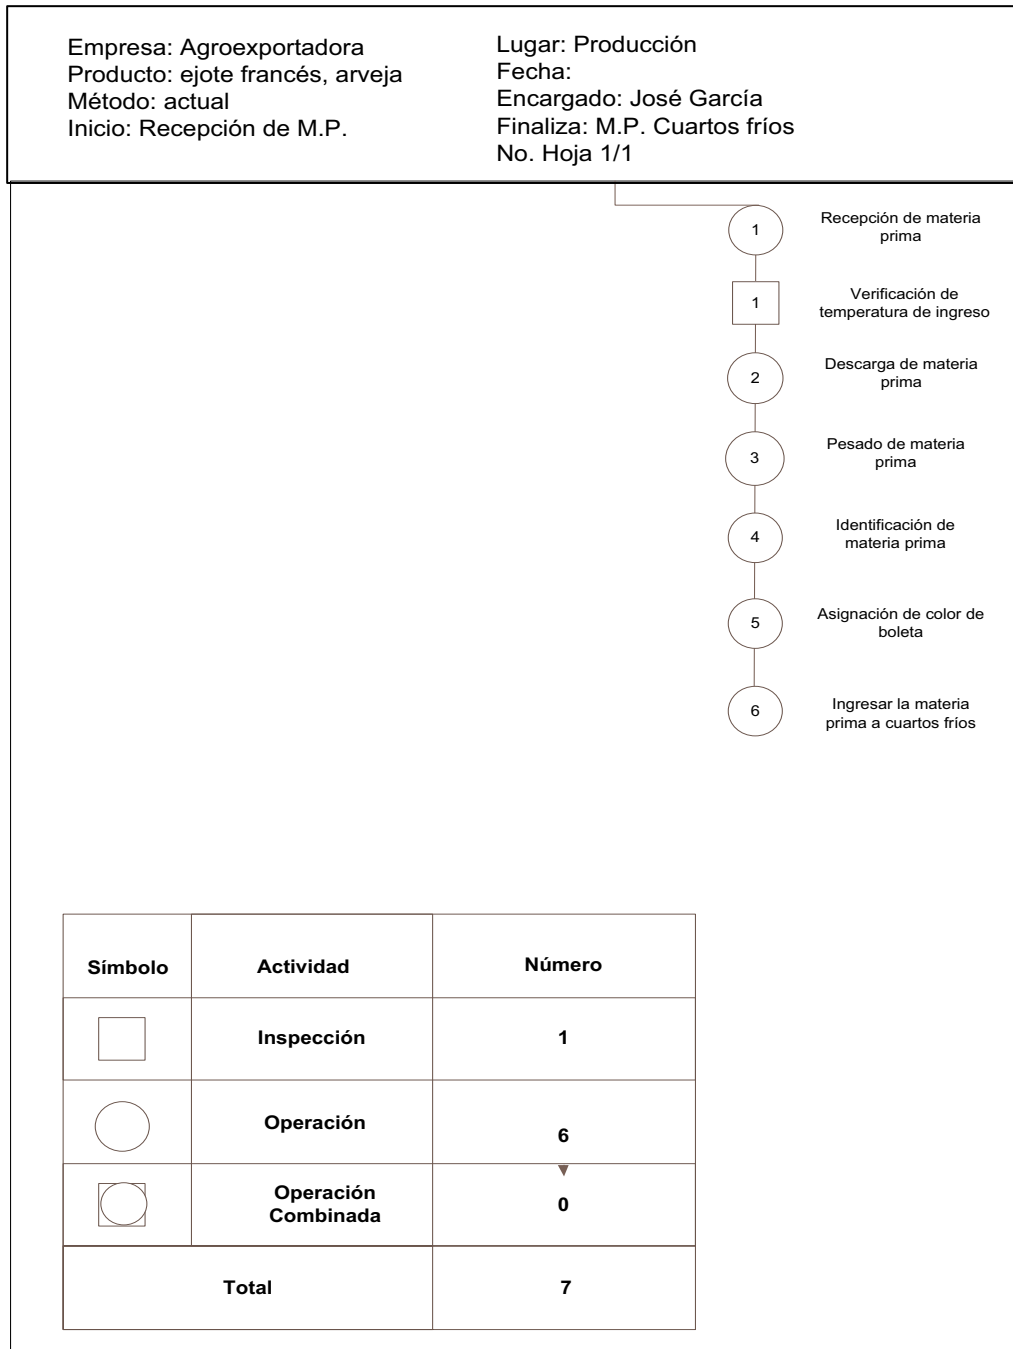 Empresa: Agroexportadora
Producto: ejote francés, arveja
Método: actual
Inicio: Recepción de M.P.
Lugar: Producción
Fecha:
Encargado: José García
Finaliza: M.P. Cuartos fríos
No. Hoja 1/1
1
Recepción de materia
prima
1
Verificación de
temperatura de ingreso
2
Descarga de materia
prima
3
Pesado de materia
prima
4
Identificación de
materia prima
5
Asignación de color de
boleta
6
Ingresar la materia
prima a cuartos fríos
Símbolo Actividad Número
Inspección 1
Operación 6
Operación
Combinada 0
Total 7